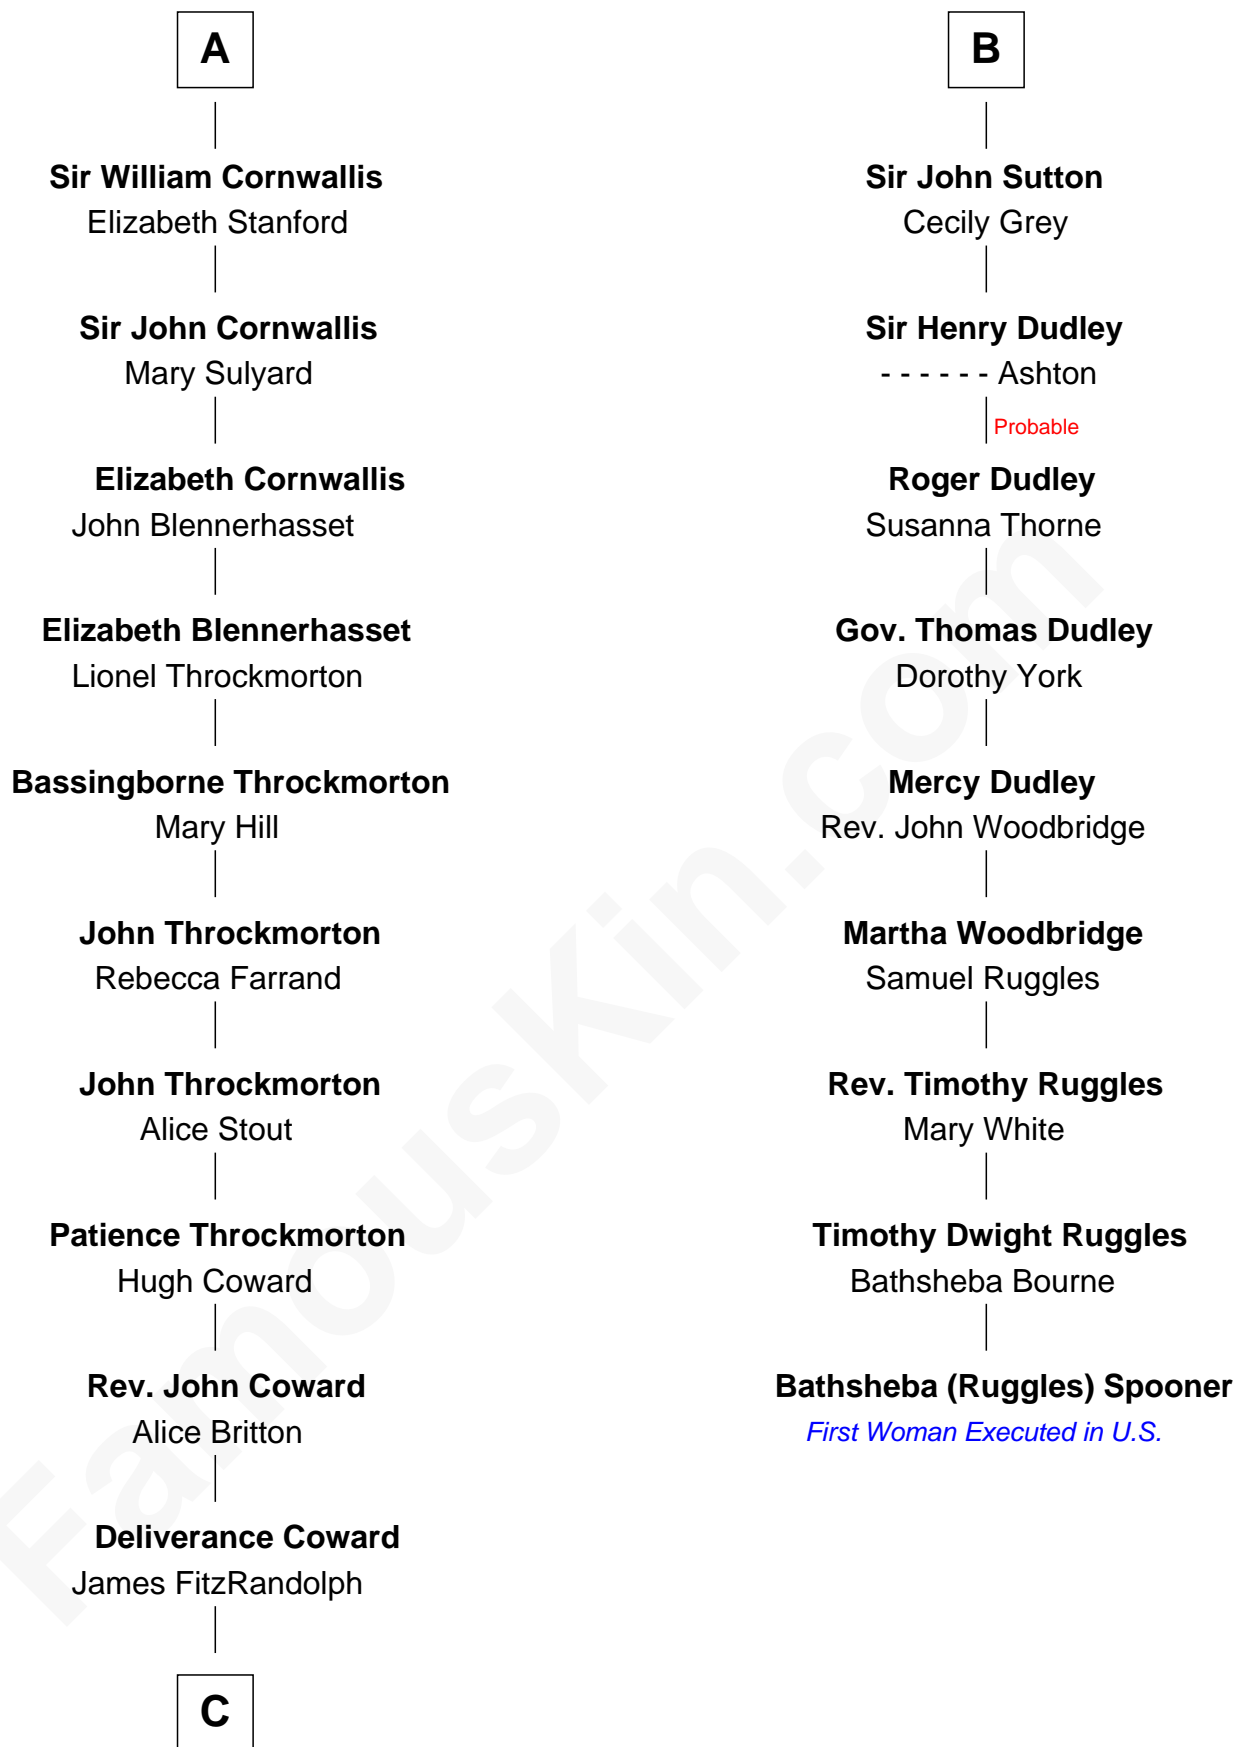 A
Sir William Cornwallis
Elizabeth Stanford
Sir John Cornwallis
Mary Sulyard
Elizabeth Cornwallis
John Blennerhasset
Elizabeth Blennerhasset
Lionel Throckmorton
Bassingborne Throckmorton
Mary Hill
John Throckmorton
Rebecca Farrand
John Throckmorton
Alice Stout
Patience Throckmorton
Hugh Coward
Rev. John Coward
Alice Britton
Deliverance Coward
James FitzRandolph
C
B
Sir John Sutton
Cecily Grey
Sir Henry Dudley
- - - - - - Ashton
Probable
Roger Dudley
Susanna Thorne
Gov. Thomas Dudley
Dorothy York
Mercy Dudley
Rev. John Woodbridge
Martha Woodbridge
Samuel Ruggles
Rev. Timothy Ruggles
Mary White
Timothy Dwight Ruggles
Bathsheba Bourne
Bathsheba (Ruggles) Spooner
First Woman Executed in U.S.
FamousKin.com